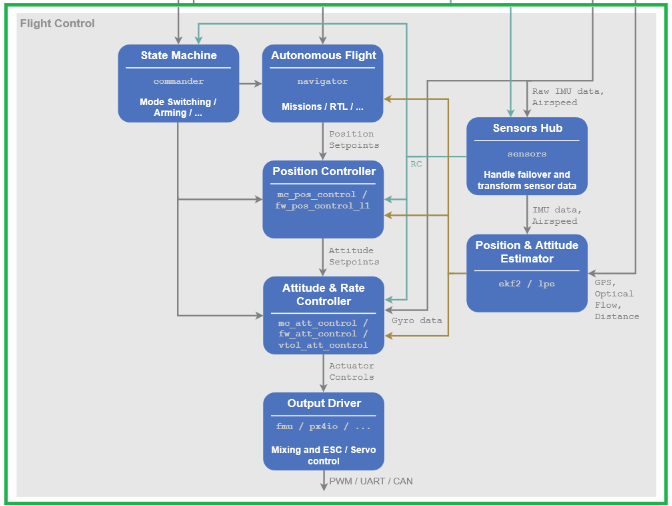 Flight Control
State Machine
commander
Mode Switching /
Arming / ...
Autonomous Flight
navigator
Missions / RTL / ...
Raw IMU data,
Airspeed
Sensors Hub
sensors
Handle failover and
transform sensor data
Position
Setpoints
RC
Position Controller
mc_pos_control /
fw_pos_control_l1
IMU data,
Airspeed
Position & Attitude
Estimator
ekf2 / lpe
Attitude
Setpoints
GPS,
Optical
Flow,
Distance
Attitude & Rate
Controller
mc_att_control /
fw_att_control /
vtol_att_control
Gyro data
Actuator
Controls
Output Driver
fmu / px4io / ...
Mixing and ESC / Servo
control
PWM / UART / CAN